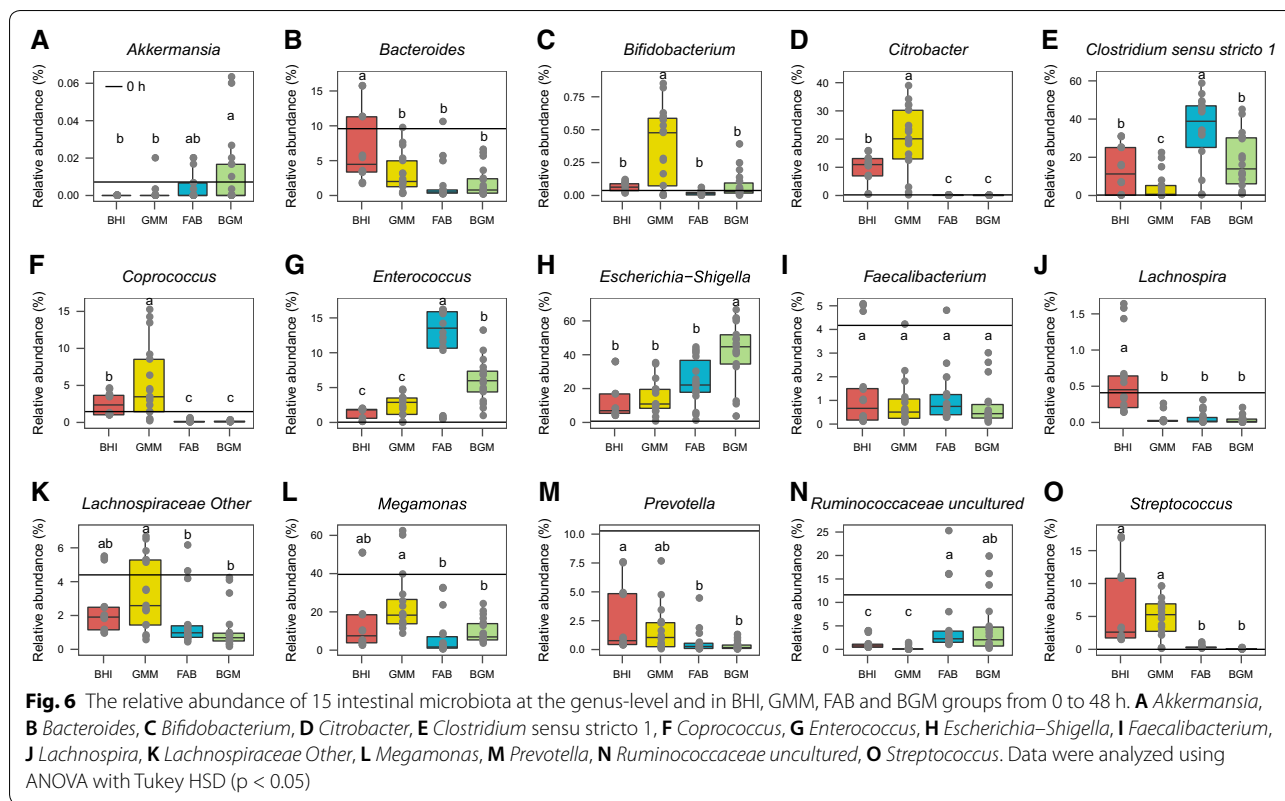 A
Akkermansia
Relative abundance (%)
0.06
0.04
0.02
0.00
0 h
b b ab a
BHI GMM FAB BGM
B
Bacteroides
Relative abundance (%)
15
10
5
0
a b b b
BHI GMM FAB BGM
C
Bifidobacterium
Relative abundance (%)
0.75
0.50
0.25
0.00
b a b b
BHI GMM FAB BGM
D
Citrobacter
Relative abundance (%)
40
30
20
10
0
b a c c
BHI GMM FAB BGM
E
Clostridium sensu stricto 1
Relative abundance (%)
60
40
20
0
b c a b
BHI GMM FAB BGM
F
Coprococcus
Relative abundance (%)
15
10
5
0
b a c c
BHI GMM FAB BGM
G
Enterococcus
Relative abundance (%)
15
10
5
0
c c a b
BHI GMM FAB BGM
H
Escherichia−Shigella
Relative abundance (%)
60
40
20
0
b b b a
BHI GMM FAB BGM
I
Faecalibacterium
Relative abundance (%)
5
4
3
2
1
0
a a a a
BHI GMM FAB BGM
J
Lachnospira
Relative abundance (%)
1.5
1.0
0.5
0.0
a b b b
BHI GMM FAB BGM
K
Lachnospiraceae Other
Relative abundance (%)
6
4
2
0
ab a b b
BHI GMM FAB BGM
L
Megamonas
Relative abundance (%)
60
40
20
0
ab a b b
BHI GMM FAB BGM
M
Prevotella
Relative abundance (%)
10.0
7.5
5.0
2.5
0.0
a ab b b
BHI GMM FAB BGM
N
Ruminococcaceae uncultured
Relative abundance (%)
25
20
15
10
5
0
c c a ab
BHI GMM FAB BGM
O
Streptococcus
Relative abundance (%)
15
10
5
0
a a b b
BHI GMM FAB BGM
Fig. 6 The relative abundance of 15 intestinal microbiota at the genus-level and in BHI, GMM, FAB and BGM groups from 0 to 48 h. A Akkermansia,
B Bacteroides, C Bifidobacterium, D Citrobacter, E Clostridium sensu stricto 1, F Coprococcus, G Enterococcus, H Escherichia–Shigella, I Faecalibacterium,
J Lachnospira, K Lachnospiraceae Other, L Megamonas, M Prevotella, N Ruminococcaceae uncultured, O Streptococcus. Data were analyzed using
ANOVA with Tukey HSD (p < 0.05)